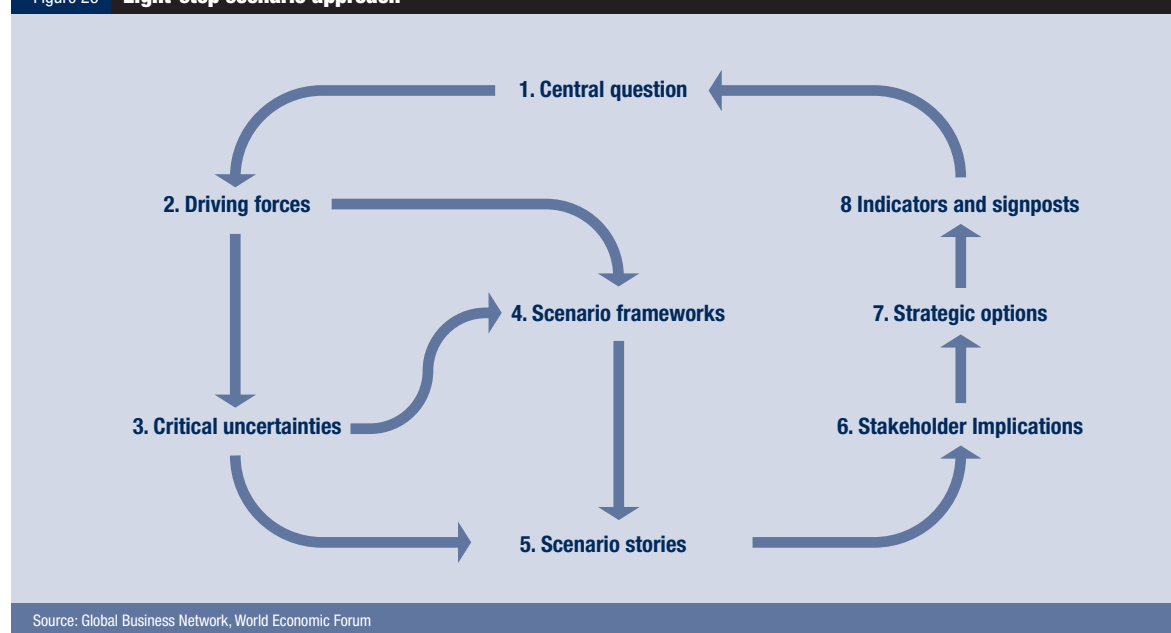 1. Central question
2. Driving forces
8 Indicators and signposts
4. Scenario frameworks
7. Strategic options
3. Critical uncertainties
6. Stakeholder Implications
5. Scenario stories
Source: Global Business Network, World Economic Forum